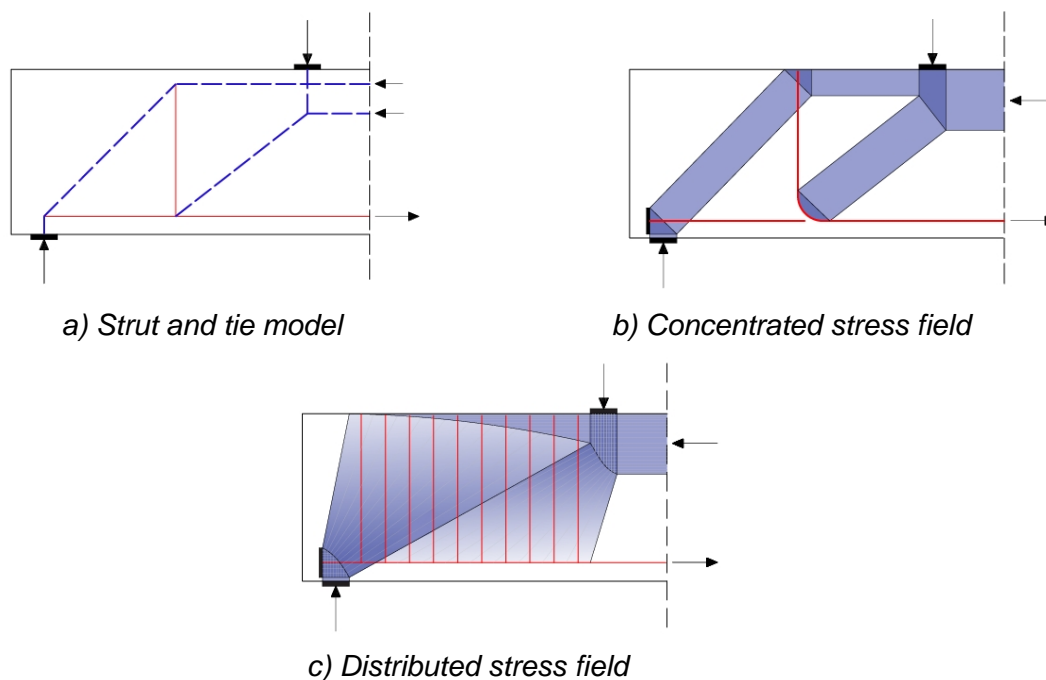 a) Strut and tie model
b) Concentrated stress field
c) Distributed stress field